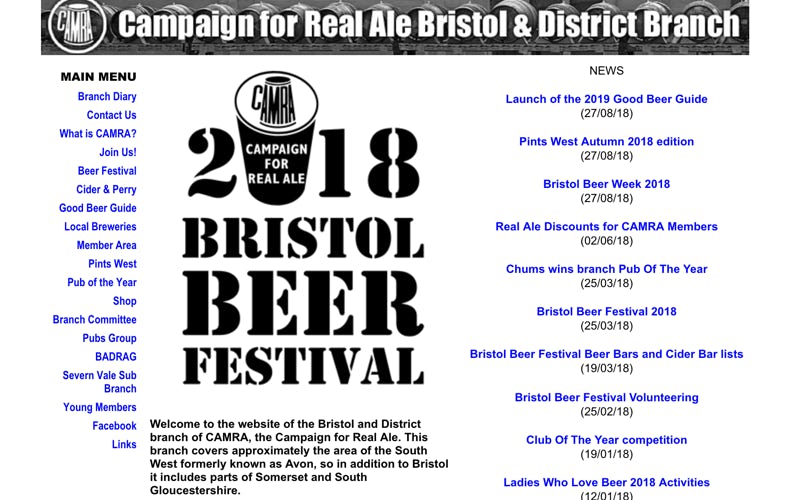 CAMRA
Campaign for Real Ale Bristol & District Branch
MAIN MENU
Branch Diary
Contact Us
What is CAMRA?
Join Us!
Beer Festival
Cider & Perry
Good Beer Guide
Local Breweries
Member Area
Pints West
Pub of the Year
Shop
Branch Committee
Pubs Group
BADRAG
Severn Vale Sub
Branch
Young Members
Facebook
Links
CAMRA
CAMPAIGN
FOR
REAL ALE
2018
BRISTOL
BEER
FESTIVAL
Welcome to the website of the Bristol and District
branch of CAMRA, the Campaign for Real Ale. This
branch covers approximately the area of the South
West formerly known as Avon, so in addition to Bristol
it includes parts of Somerset and South
Gloucestershire.
NEWS
Launch of the 2019 Good Beer Guide
(27/08/18)
Pints West Autumn 2018 edition
(27/08/18)
Bristol Beer Week 2018
(27/08/18)
Real Ale Discounts for CAMRA Members
(02/06/18)
Chums wins branch Pub Of The Year
(25/03/18)
Bristol Beer Festival 2018
(25/03/18)
Bristol Beer Festival Beer Bars and Cider Bar lists
(19/03/18)
Bristol Beer Festival Volunteering
(25/02/18)
Club Of The Year competition
(19/01/18)
Ladies Who Love Beer 2018 Activities
(12/01/18)